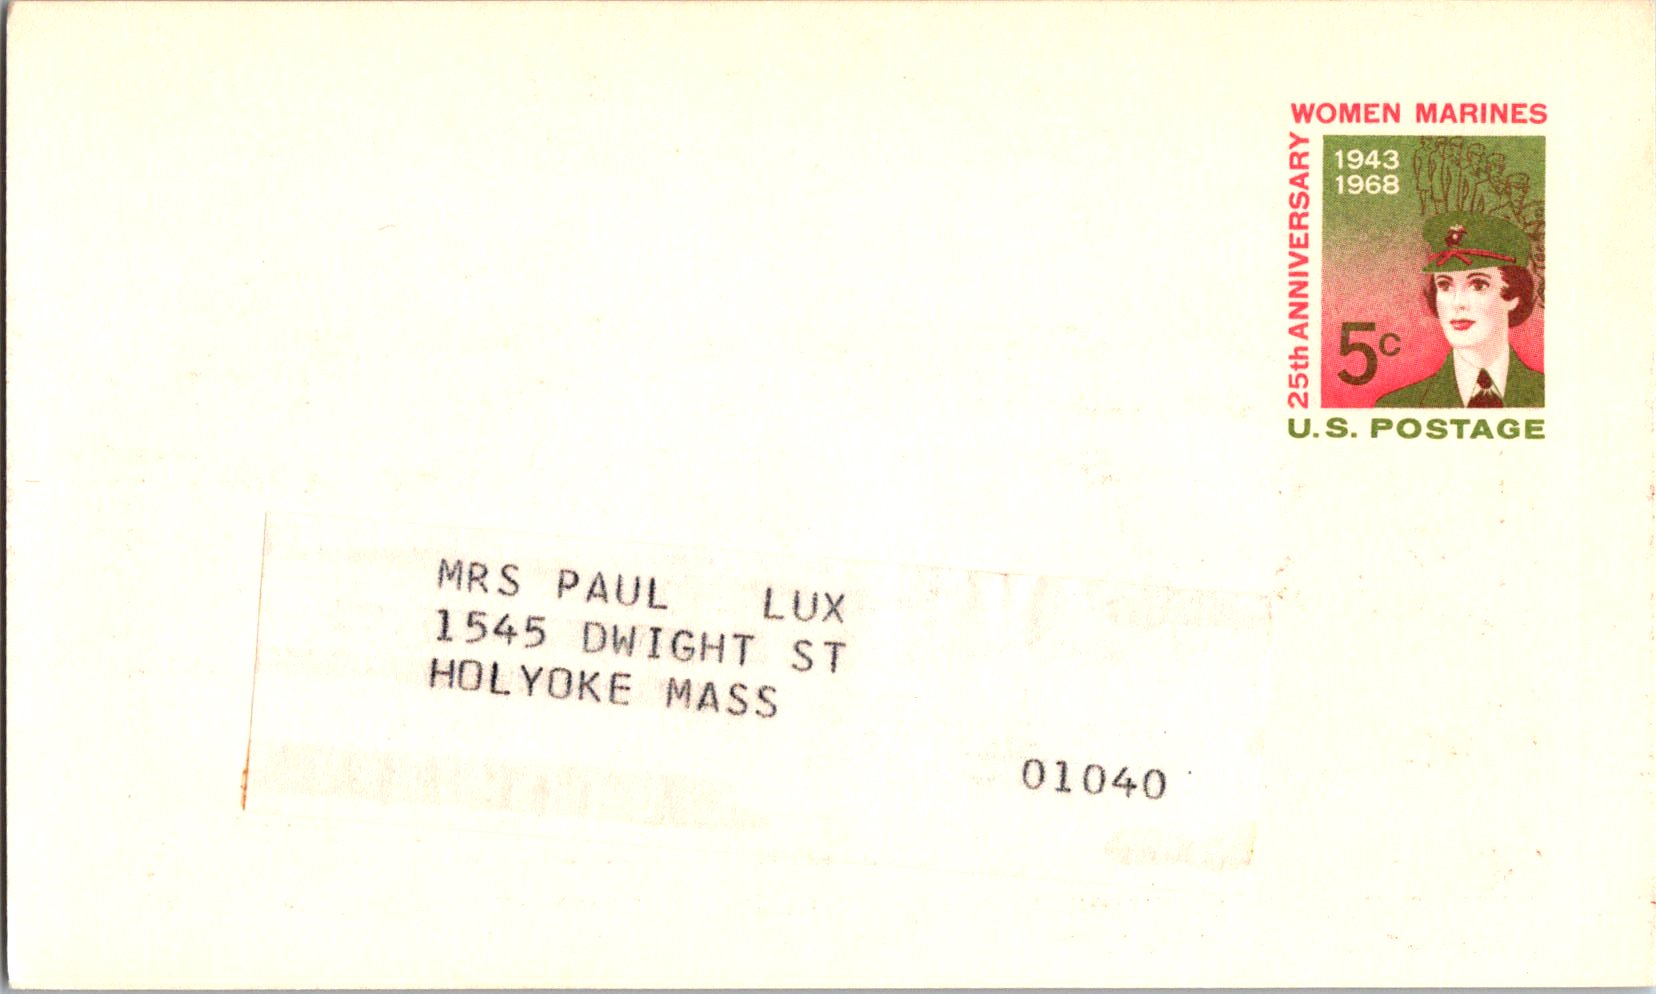 WOMEN MARINES
25th ANNIVERSARY
1943
1968
5c
U.S. POSTAGE
MRS PAUL LUX
1545 DWIGHT ST
HOLYOKE MASS
01040